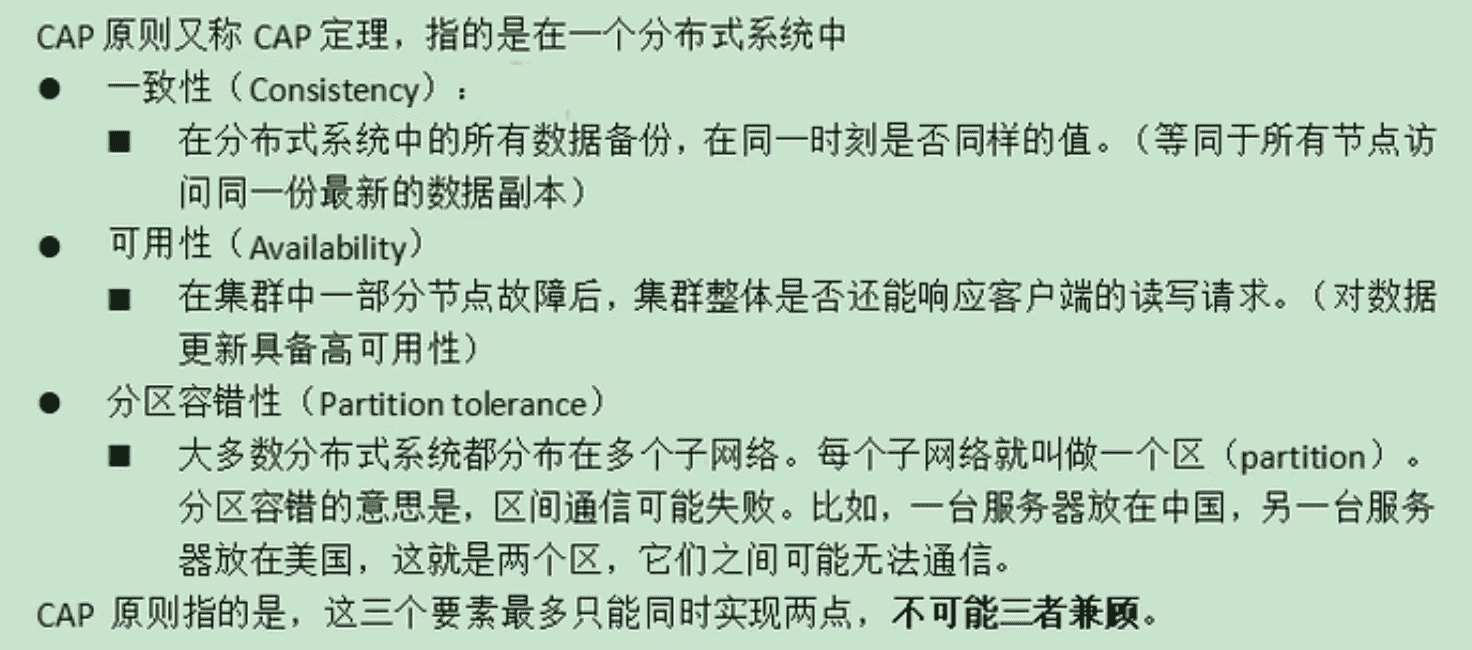 CAP 原则又称 CAP 定理，指的是在一个分布式系统中
● 一致性（Consistency）：
■ 在分布式系统中的所有数据备份，在同一时刻是否同样的值。（等同于所有节点访
问同一份最新的数据副本）
● 可用性（Availability）
■ 在集群中一部分节点故障后，集群整体是否还能响应客户端的读写请求。（对数据
更新具备高可用性）
● 分区容错性（Partition tolerance）
■ 大多数分布式系统都分布在多个子网络。每个子网络就叫做一个区（partition）。
分区容错的意思是，区间通信可能失败。比如，一台服务器放在中国，另一台服务
器放在美国，这就是两个区，它们之间可能无法通信。
CAP 原则指的是，这三个要素最多只能同时实现两点，不可能三者兼顾。